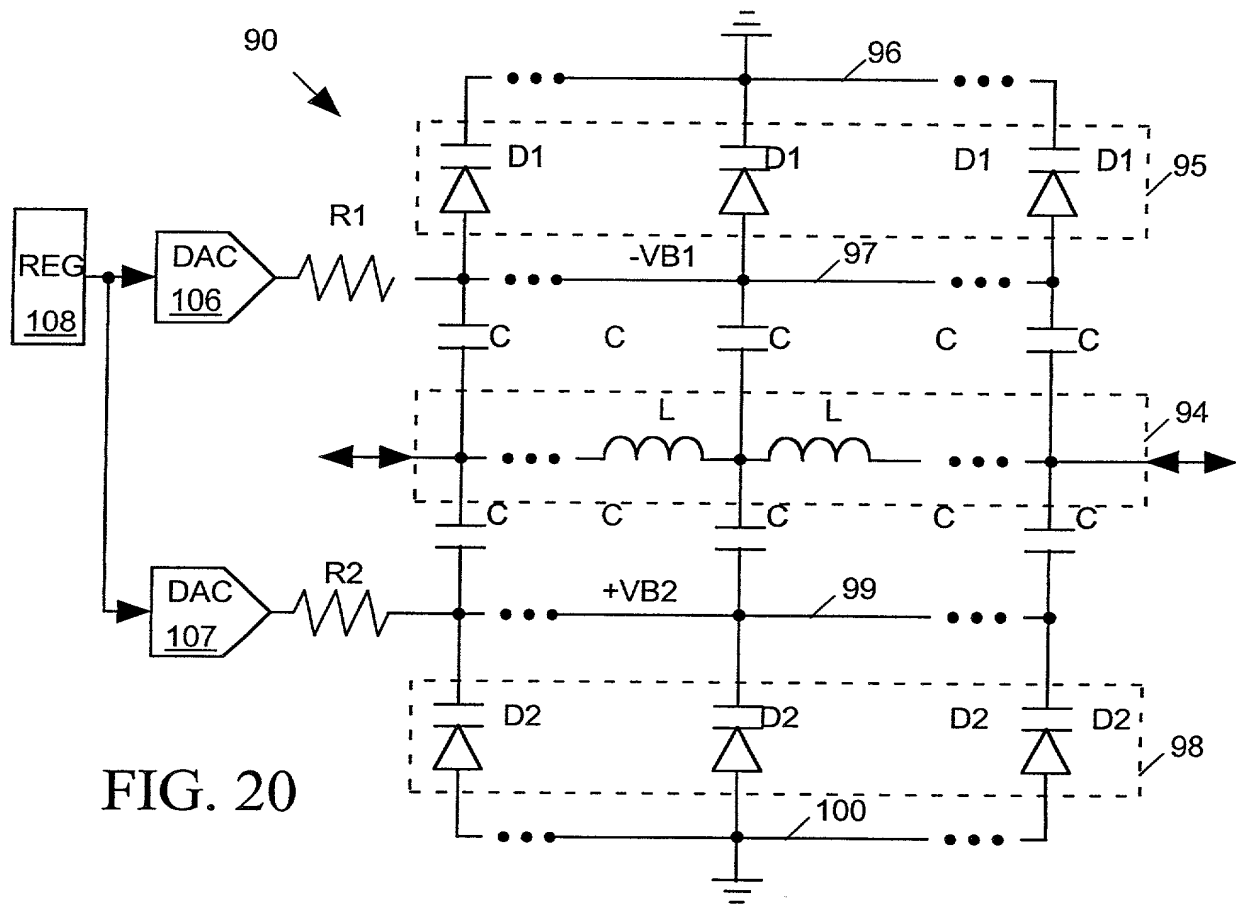 90
96
D1 D1 D1 D1
95
R1
REG
108
DAC
106
-VB1
97
C C C C C
L L
94
C C C C C
DAC
107
R2
+VB2
99
D2 D2 D2 D2
98
FIG. 20
100